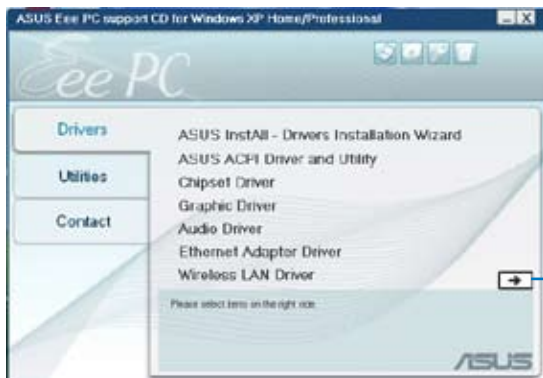 ASUS Eee PC support CD for Windows XP Home/Professional
Eee PC
Drivers
Utilities
Contact
ASUS InstAll - Drivers Installation Wizard
ASUS ACPI Driver and Utility
Chipset Driver
Graphic Driver
Audio Driver
Ethernet Adaptor Driver
Wireless LAN Driver
Please select items on the right side.
ASUS